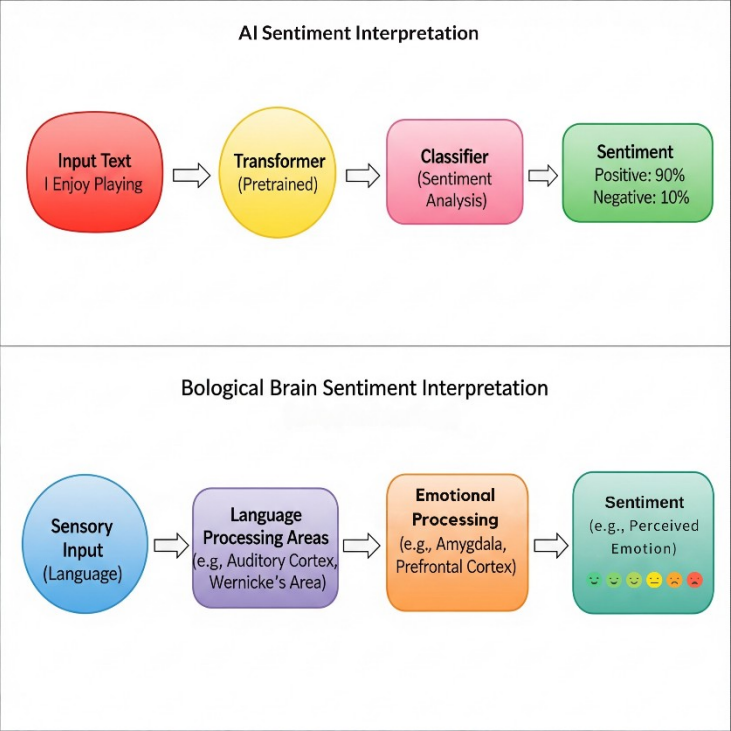 AI Sentiment Interpretation
Input Text
I Enjoy Playing
Transformer
(Pretrained)
Classifier
(Sentiment
Analysis)
Sentiment
Positive: 90%
Negative: 10%
Bological Brain Sentiment Interpretation
Sensory
Input
(Language)
Language
Processing Areas
(e.g, Auditory Cortex,
Wernicke's Area)
Emotional
Processing
(e.g., Amygdala,
Prefrontal Cortex)
Sentiment
(e.g., Perceived
Emotion)